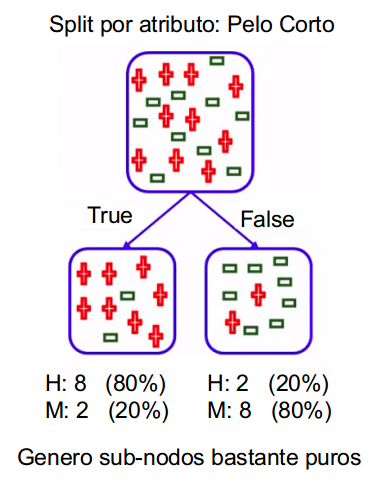 Split por atributo: Pelo Corto
True
False
H: 8 (80%)
M: 2 (20%)
H: 2 (20%)
M: 8 (80%)
Genero sub-nodos bastante puros